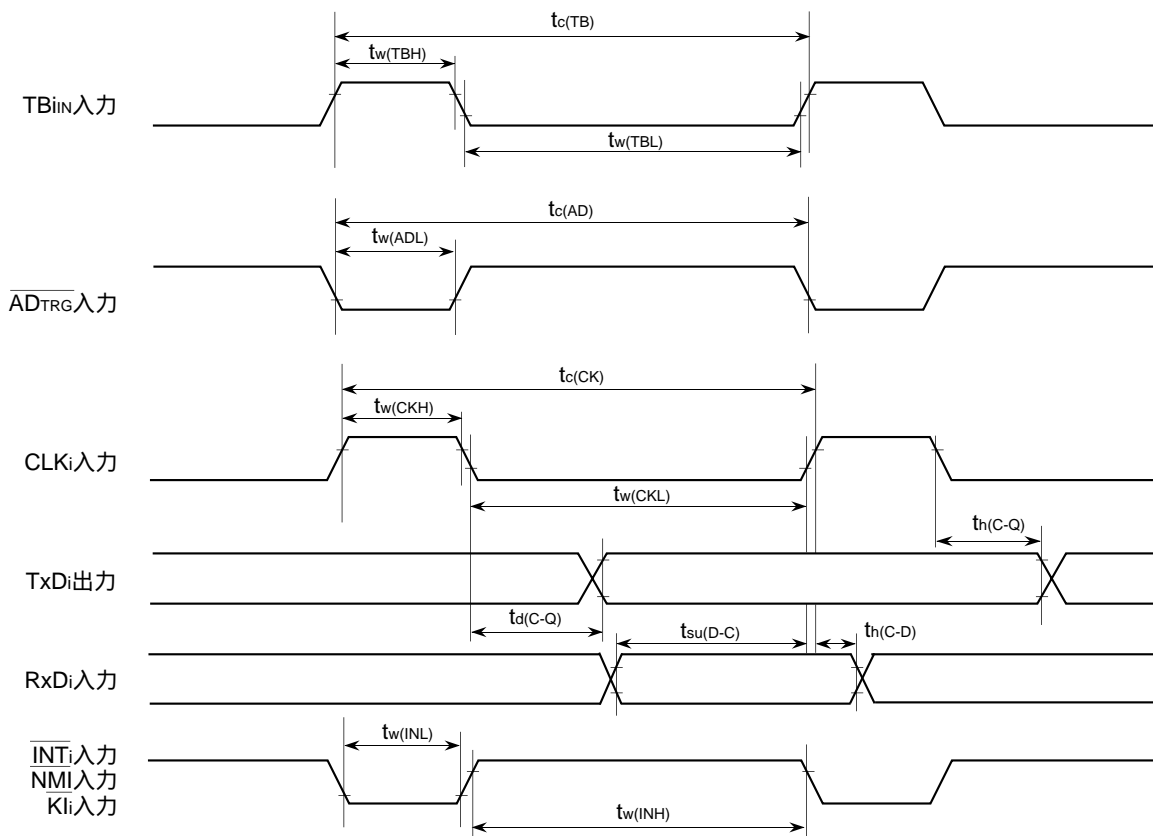 tc(TB)
tw(TBH)
TBiIN入力
tw(TBL)
tc(AD)
tw(ADL)
ADTRG入力
tc(CK)
tw(CKH)
CLKi入力
tw(CKL)
th(C-Q)
TxDi出力
td(C-Q)
tsu(D-C)
th(C-D)
RxDi入力
tw(INL)
INTi入力
NMI入力
KIi入力
tw(INH)